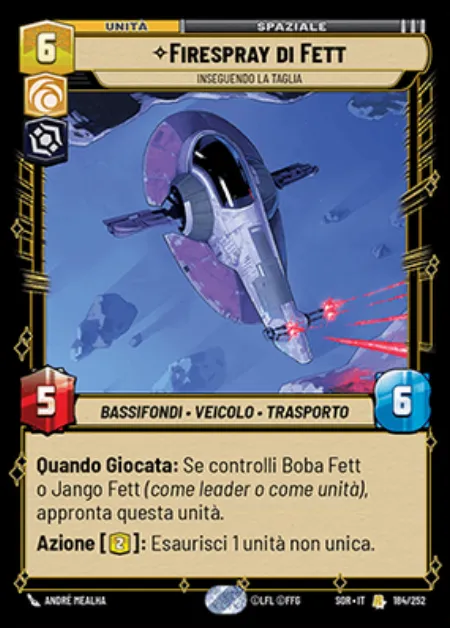 UNITÀ
SPAZIALE
6
FIRESPRAY DI FETT
INSEGUENDO LA TAGLIA
5
BASSIFONDI • VEICOLO • TRASPORTO
6
Quando Giocata: Se controlli Boba Fett
o Jango Fett (come leader o come unità),
appronta questa unità.
Azione [2]: Esaurisci 1 unità non unica.
ANDRÉ MEALHA
©LFL ©FFG
SOR • IT
184/252